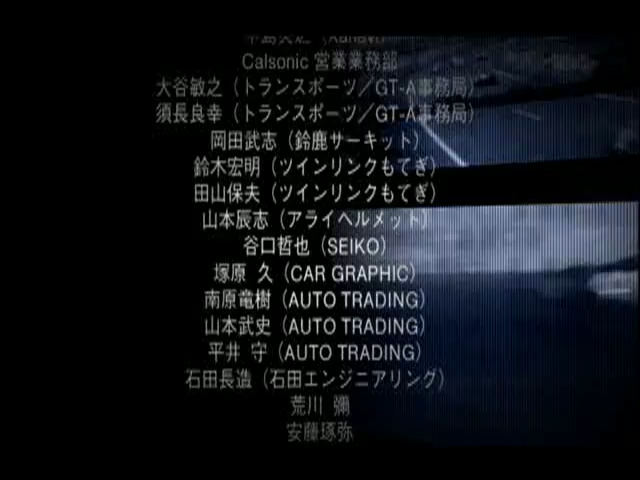 Calsonic 営業業務部
大谷敏之（トランスポーツ／GT-A事務局）
須長良幸（トランスポーツ／GT-A事務局）
岡田武志（鈴鹿サーキット）
鈴木宏明（ツインリンクもてぎ）
田山保夫（ツインリンクもてぎ）
山本辰志（アライヘルメット）
谷口哲也（SEIKO）
塚原 久（CAR GRAPHIC）
南原竜樹（AUTO TRADING）
山本武史（AUTO TRADING）
平井 守（AUTO TRADING）
石田長造（石田エンジニアリング）
荒川 彌
安藤琢弥